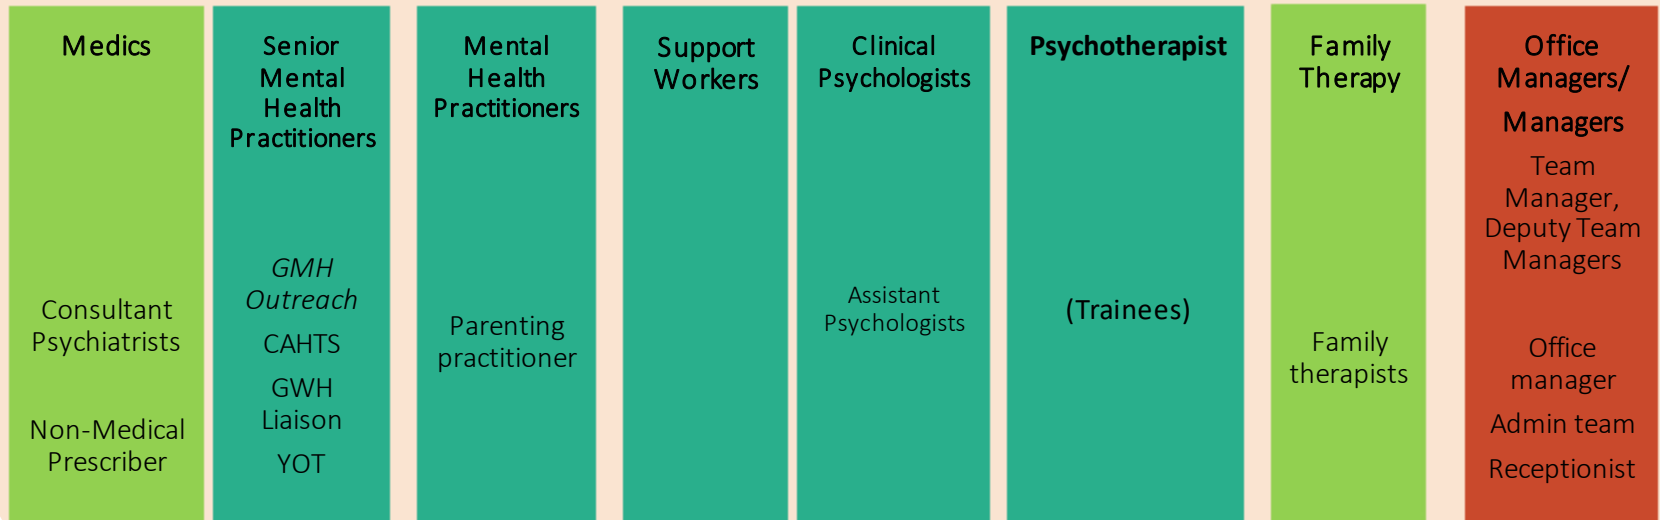 Medics
Consultant
Psychiatrists
Non-Medical
Prescriber
Senior
Mental
Health
Practitioners
GMH
Outreach
CAHTS
GWH
Liaison
YOT
Mental
Health
Practitioners
Parenting
practitioner
Support
Workers
Clinical
Psychologists
Assistant
Psychologists
Psychotherapist
(Trainees)
Family
Therapy
Family
therapists
Office
Managers/
Managers
Team
Manager,
Deputy Team
Managers
Office
manager
Admin team
Receptionist